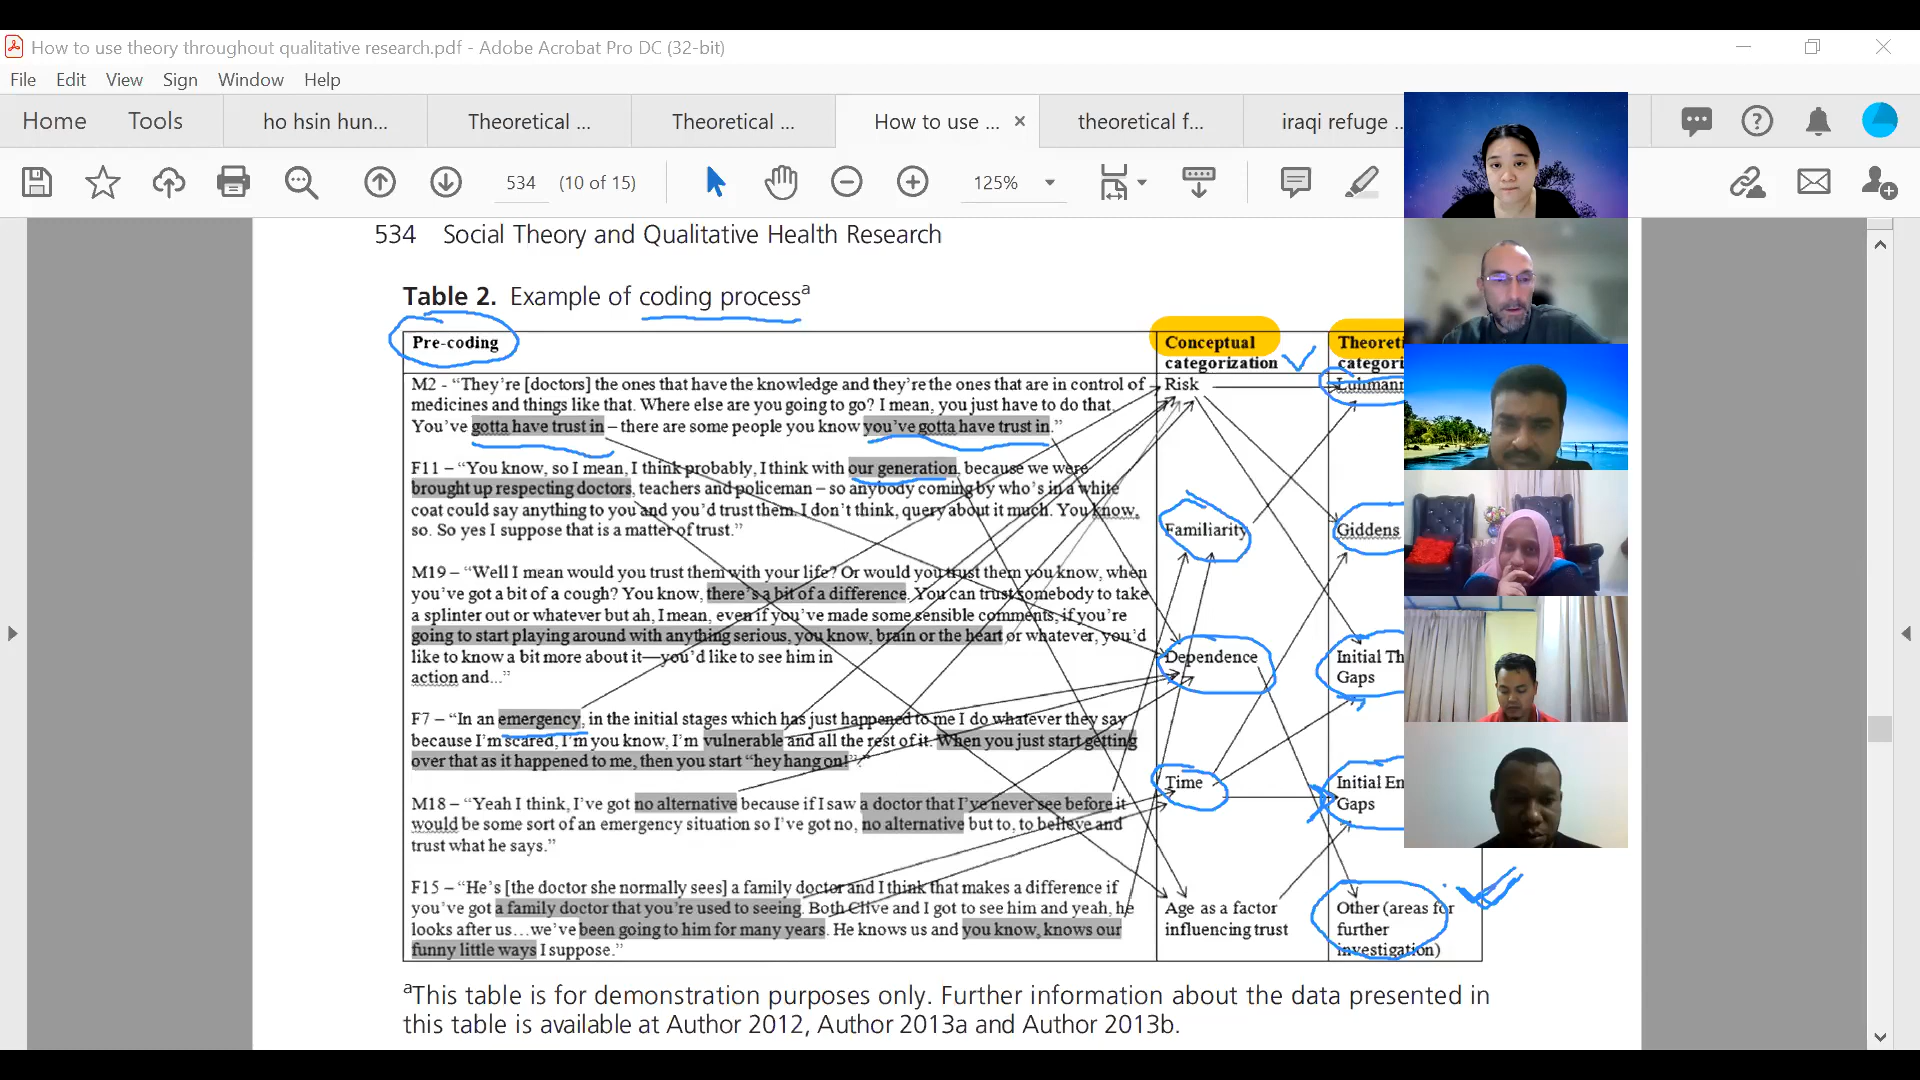 How to use theory throughout qualitative research.pdf - Adobe Acrobat Pro DC (32-bit)
File Edit View Sign Window Help
Home Tools ho hsin hun... Theoretical ... Theoretical ... How to use ... × theoretical f... iraqi refuge ...
534 (10 of 15) 125%
534 Social Theory and Qualitative Health Research
Table 2. Example of coding processa
Pre-coding
Conceptual
categorization
M2 - “They’re [doctors] the ones that have the knowledge and they’re the ones that are in control of
medicines and things like that. Where else are you going to go? I mean, you just have to do that.
You’ve gotta have trust in – there are some people you know you’ve gotta have trust in.”
F11 – “You know, so I mean, I think probably, I think with our generation, because we were
brought up respecting doctors, teachers and policeman – so anybody coming by who’s in a white
coat could say anything to you and you’d trust them. I don’t think, query about it much. You know,
so. So yes I suppose that is a matter of trust.”
M19 – “Well I mean would you trust them with your life? Or would you trust them you know, when
you’ve got a bit of a cough? You know, there’s a bit of a difference. You can trust somebody to take
a splinter out or whatever but ah, I mean, even if you’ve made some sensible comments, if you’re
going to start playing around with anything serious, you know, brain or the heart or whatever, you’d
like to know a bit more about it—you’d like to see him in
action and...”
F7 – “In an emergency, in the initial stages which has just happened to me I do whatever they say
because I’m scared, I’m you know, I’m vulnerable and all the rest of it. When you just start getting
over that as it happened to me, then you start “hey hang on!”.”
M18 – “Yeah I think, I’ve got no alternative because if I saw a doctor that I’ve never see before it
would be some sort of an emergency situation so I’ve got no, no alternative but to, to believe and
trust what he says.”
F15 – “He’s [the doctor she normally sees] a family doctor and I think that makes a difference if
you’ve got a family doctor that you’re used to seeing. Both Clive and I got to see him and yeah, he
looks after us…we’ve been going to him for many years. He knows us and you know, knows our
funny little ways I suppose.”
Risk
Familiarity
Dependence
Time
Age as a factor
influencing trust
Theoreti
categori
Luhmann
Giddens
Initial Th
Gaps
Initial Em
Gaps
Other (areas for
further
investigation)
aThis table is for demonstration purposes only. Further information about the data presented in
this table is available at Author 2012, Author 2013a and Author 2013b.